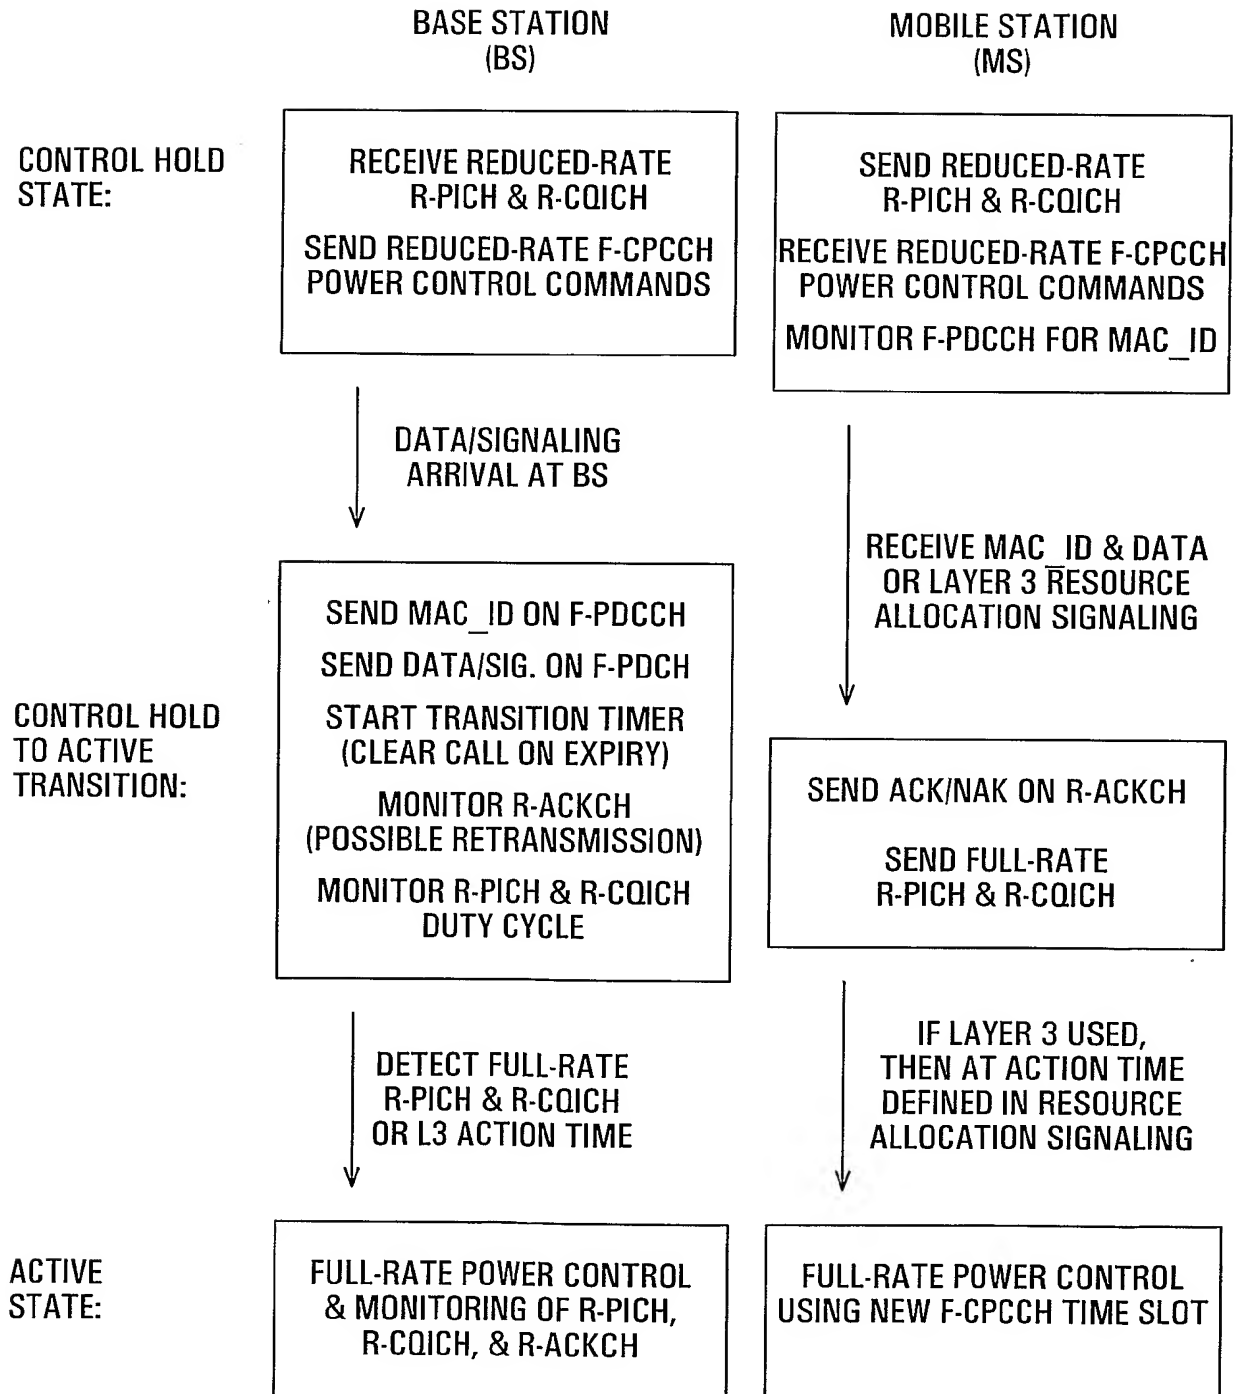 BASE STATION
(BS)
MOBILE STATION
(MS)
CONTROL HOLD
STATE:
RECEIVE REDUCED-RATE
R-PICH & R-CQICH
SEND REDUCED-RATE F-CPCCH
POWER CONTROL COMMANDS
SEND REDUCED-RATE
R-PICH & R-CQICH
RECEIVE REDUCED-RATE F-CPCCH
POWER CONTROL COMMANDS
MONITOR F-PDCCH FOR MAC_ID
DATA/SIGNALING
ARRIVAL AT BS
RECEIVE MAC_ID & DATA
OR LAYER 3 RESOURCE
ALLOCATION SIGNALING
CONTROL HOLD
TO ACTIVE
TRANSITION:
SEND MAC_ID ON F-PDCCH
SEND DATA/SIG. ON F-PDCH
START TRANSITION TIMER
(CLEAR CALL ON EXPIRY)
MONITOR R-ACKCH
(POSSIBLE RETRANSMISSION)
MONITOR R-PICH & R-CQICH
DUTY CYCLE
SEND ACK/NAK ON R-ACKCH
SEND FULL-RATE
R-PICH & R-CQICH
DETECT FULL-RATE
R-PICH & R-CQICH
OR L3 ACTION TIME
IF LAYER 3 USED,
THEN AT ACTION TIME
DEFINED IN RESOURCE
ALLOCATION SIGNALING
ACTIVE
STATE:
FULL-RATE POWER CONTROL
& MONITORING OF R-PICH,
R-CQICH, & R-ACKCH
FULL-RATE POWER CONTROL
USING NEW F-CPCCH TIME SLOT